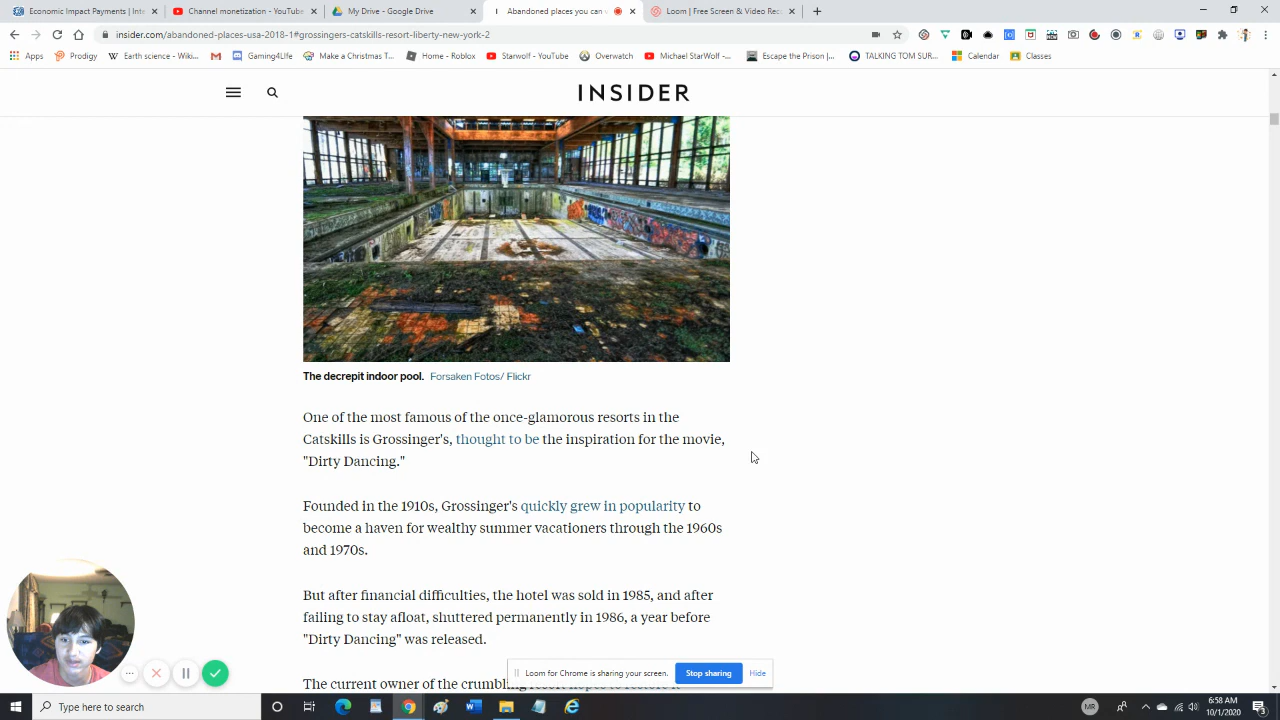 Economic Impact Payments | Inte
Channel monetization - YouTube
My Drive - Google Drive
Abandoned places you can v
Loom | Free Screen & Video Rec
insider.com/abandoned-places-usa-2018-1#grossingers-catskills-resort-liberty-new-york-2
Apps
Prodigy
Earth science - Wiki...
Gaming4LIfe
Make a Christmas T...
Home - Roblox
Starwolf - YouTube
Overwatch
Michael StarWolf -...
Escape the Prison |...
TALKING TOM SUR...
Calendar
Classes
INSIDER
The decrepit indoor pool. Forsaken Fotos/ Flickr
One of the most famous of the once-glamorous resorts in the
Catskills is Grossinger's, thought to be the inspiration for the movie,
"Dirty Dancing."
Founded in the 1910s, Grossinger's quickly grew in popularity to
become a haven for wealthy summer vacationers through the 1960s
and 1970s.
But after financial difficulties, the hotel was sold in 1985, and after
failing to stay afloat, shuttered permanently in 1986, a year before
"Dirty Dancing" was released.
Loom for Chrome is sharing your screen.
Stop sharing
Hide
The current owner of the crumbling resort hopes to restore it
Type here to search
MR
6:58 AM
10/1/2020